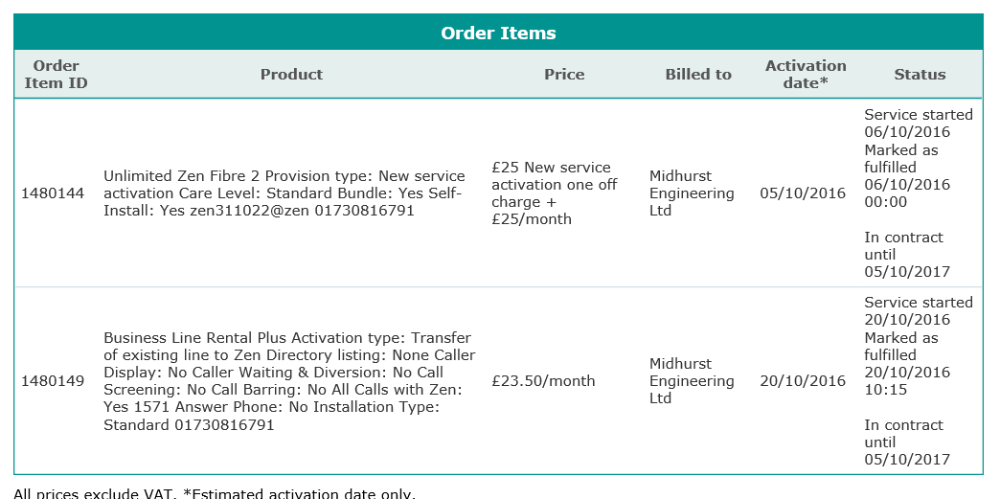 Order Items
Order
Item ID
Product
Price
Billed to
Activation
date*
Status
1480144
Unlimited Zen Fibre 2 Provision type: New service
activation Care Level: Standard Bundle: Yes Self-
Install: Yes zen311022@zen 01730816791
£25 New service
activation one off
charge +
£25/month
Midhurst
Engineering
Ltd
05/10/2016
Service started
06/10/2016
Marked as
fulfilled
06/10/2016
00:00
In contract
until
05/10/2017
1480149
Business Line Rental Plus Activation type: Transfer
of existing line to Zen Directory listing: None Caller
Display: No Caller Waiting & Diversion: No Call
Screening: No Call Barring: No All Calls with Zen:
Yes 1571 Answer Phone: No Installation Type:
Standard 01730816791
£23.50/month
Midhurst
Engineering
Ltd
20/10/2016
Service started
20/10/2016
Marked as
fulfilled
20/10/2016
10:15
In contract
until
05/10/2017
All prices exclude VAT. *Estimated activation date only.